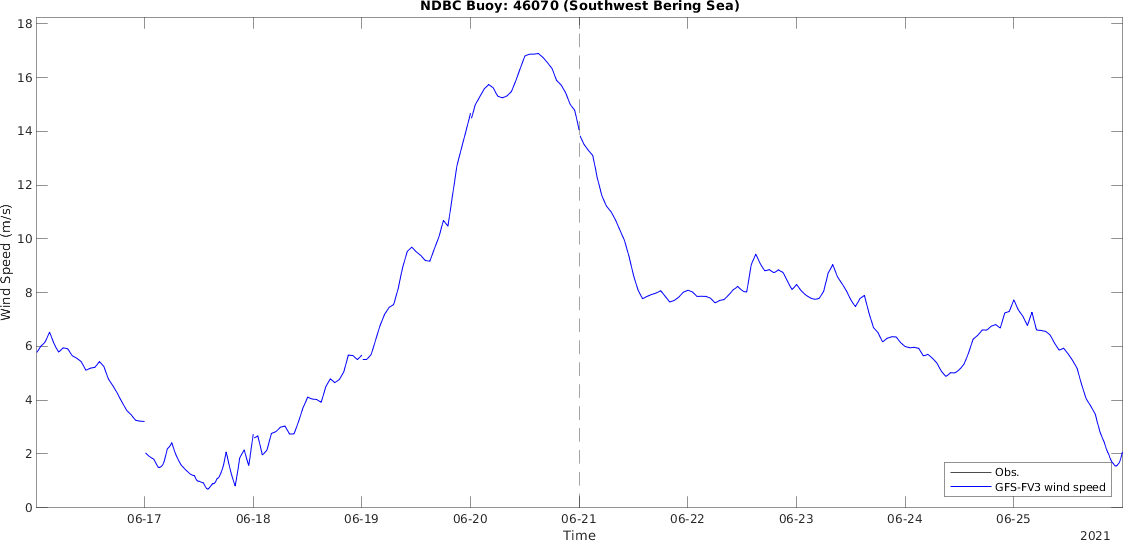 NDBC Buoy: 46070 (Southwest Bering Sea)
18
16
14
12
10
8
6
4
2
0
Wind Speed (m/s)
06-17 06-18 06-19 06-20 06-21 06-22 06-23 06-24 06-25
Time
2021
Obs.
GFS-FV3 wind speed